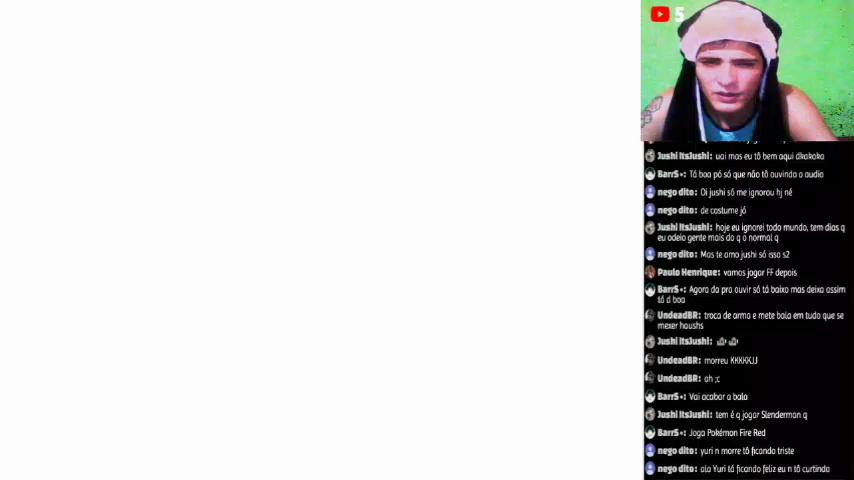 5
Jushi ItsJushi: uai mas eu tô bem aqui dkakaka
BarrS+: Tá boa pó só que não tô ouvindo o audio
nego dito: Oi jushi só me ignorou hj né
nego dito: de costume já
Jushi ItsJushi: hoje eu ignorei todo mundo, tem dias q
eu odeio gente mais do q o normal q
nego dito: Mas te amo jushi só isso s2
Paulo Henrique: vamos jogar FF depois
BarrS+: Agora da pra ouvir só tá baixo mas deixa assim
tá d boa
UndeadBR: troca de arma e mete bala em tudo que se
mexer haushs
Jushi ItsJushi:
UndeadBR: morreu KKKKKJJ
UndeadBR: ah ;c
BarrS+: Vai acabar a bala
Jushi ItsJushi: tem é q jogar Slenderman q
BarrS+: Joga Pokémon Fire Red
nego dito: yuri n morre tô ficando triste
nego dito: ala Yuri tá ficando feliz eu n tô curtindo